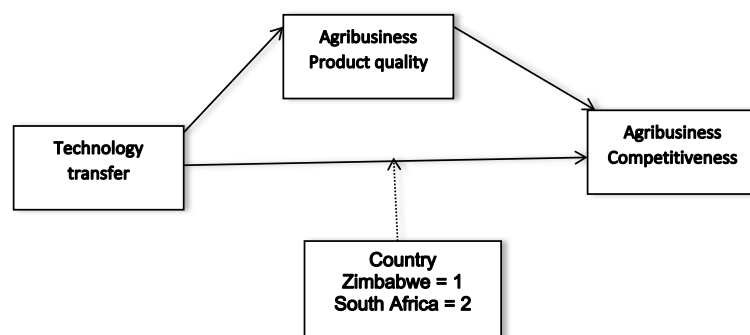 Agribusiness
Product quality
Technology
transfer
Agribusiness
Competitiveness
Country
Zimbabwe = 1
South Africa = 2